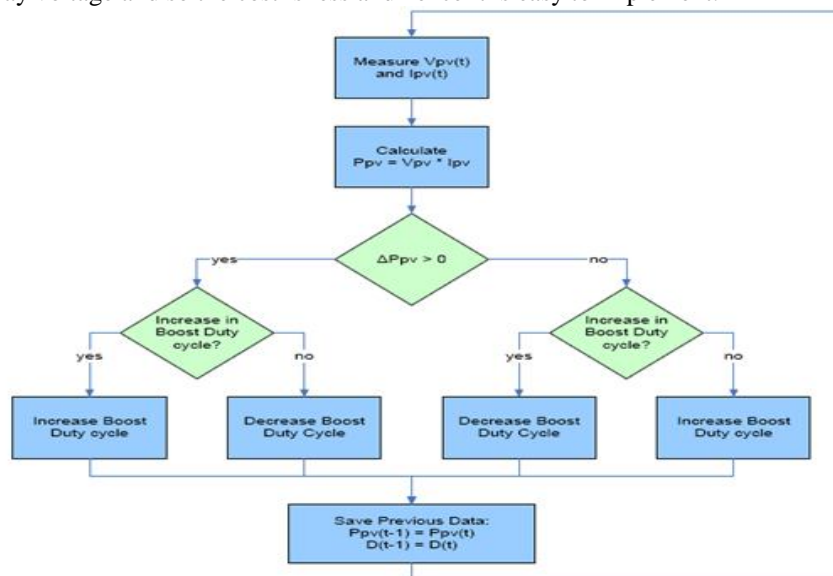 Measure Vpv(t)
and Ipv(t)
Calculate
Ppv = Vpv * Ipv
ΔPpv > 0
yes
no
Increase in
Boost Duty
cycle?
Increase in
Boost Duty
cycle?
yes
no
yes
no
Increase Boost
Duty cycle
Decrease Boost
Duty Cycle
Decrease Boost
Duty Cycle
Increase Boost
Duty cycle
Save Previous Data:
Ppv(t-1) = Ppv(t)
D(t-1) = D(t)